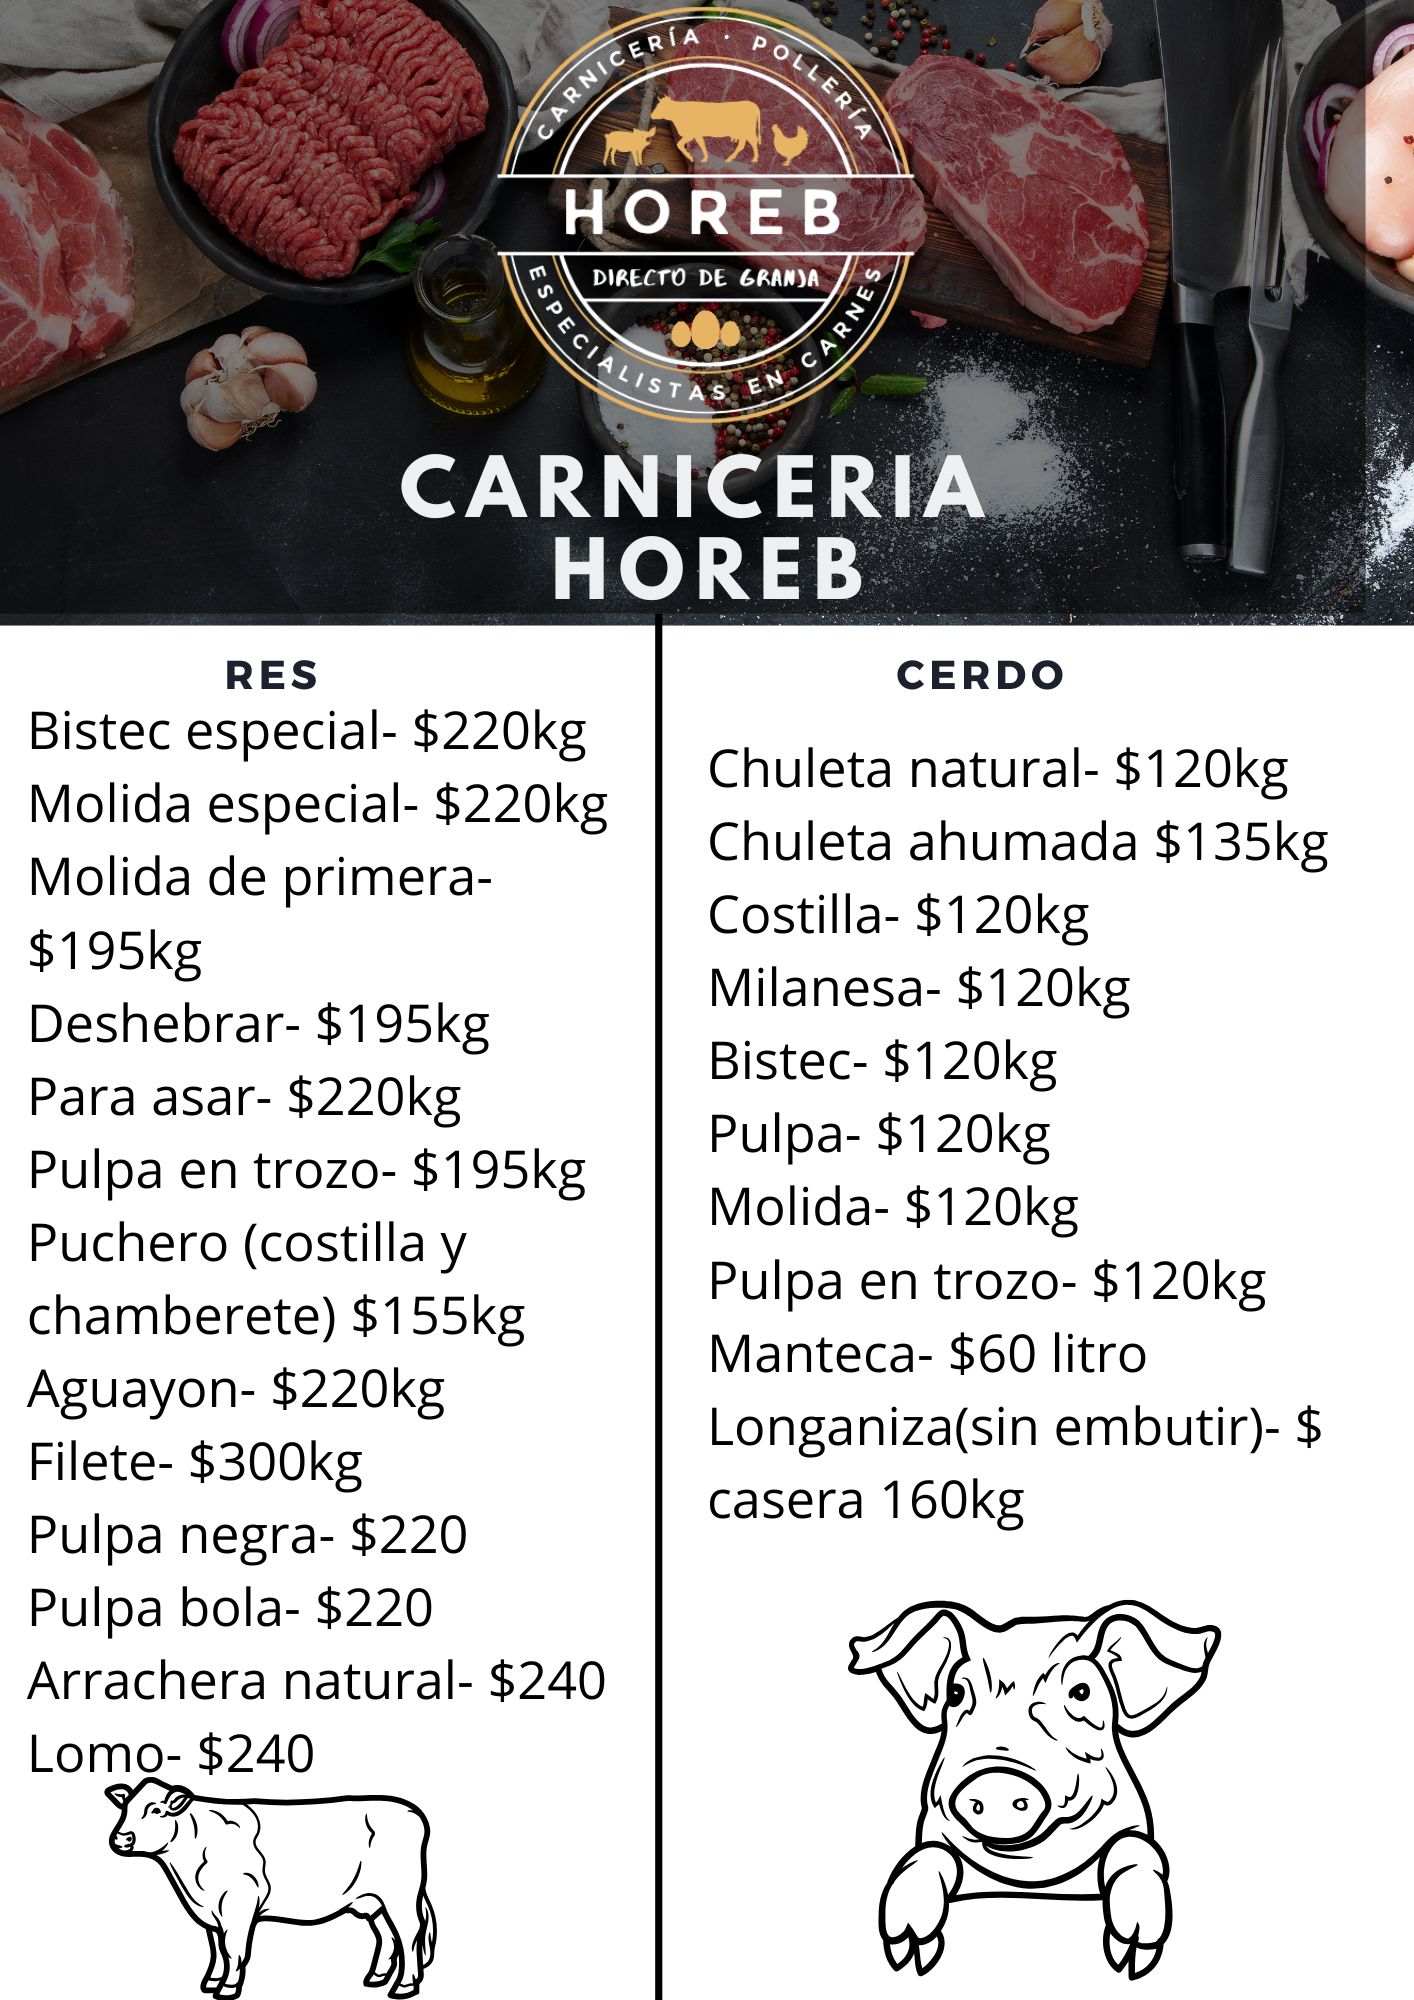 CARNICERÍA · POLLERÍA
HOREB
DIRECTO DE GRANJA
ESPECIALISTAS EN CARNES
CARNICERIA
HOREB
RES
Bistec especial- $220kg
Molida especial- $220kg
Molida de primera-
$195kg
Deshebrar- $195kg
Para asar- $220kg
Pulpa en trozo- $195kg
Puchero (costilla y
chamberete) $155kg
Aguayon- $220kg
Filete- $300kg
Pulpa negra- $220
Pulpa bola- $220
Arrachera natural- $240
Lomo- $240
CERDO
Chuleta natural- $120kg
Chuleta ahumada $135kg
Costilla- $120kg
Milanesa- $120kg
Bistec- $120kg
Pulpa- $120kg
Molida- $120kg
Pulpa en trozo- $120kg
Manteca- $60 litro
Longaniza(sin embutir)- $
casera 160kg